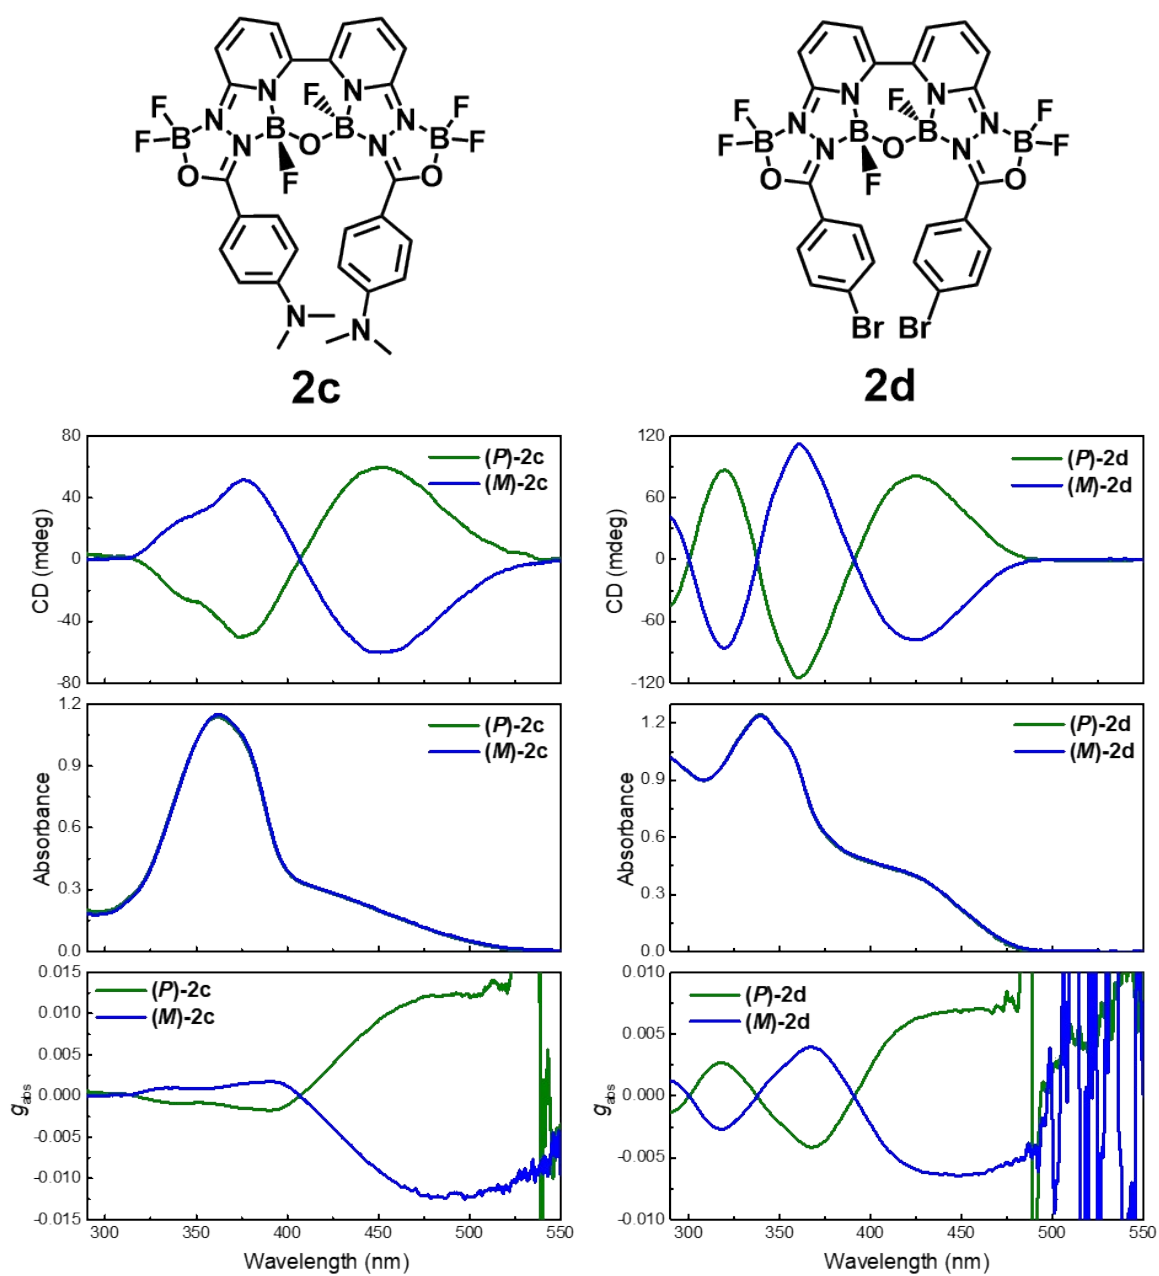 F F B N N N B O B N N N B F F
F F
O O
N N
2c
F F B N N N B O B N N N B F F
F F
O O
Br Br
2d
80
40
0
-40
-80
CD (mdeg)
(P)-2c
(M)-2c
120
60
0
-60
-120
CD (mdeg)
(P)-2d
(M)-2d
1.2
0.9
0.6
0.3
0.0
Absorbance
(P)-2c
(M)-2c
1.2
0.9
0.6
0.3
0.0
Absorbance
(P)-2d
(M)-2d
0.015
0.010
0.005
0.000
-0.005
-0.010
-0.015
gabs
(P)-2c
(M)-2c
300 350 400 450 500 550
Wavelength (nm)
0.010
0.005
0.000
-0.005
-0.010
gabs
(P)-2d
(M)-2d
300 350 400 450 500 550
Wavelength (nm)